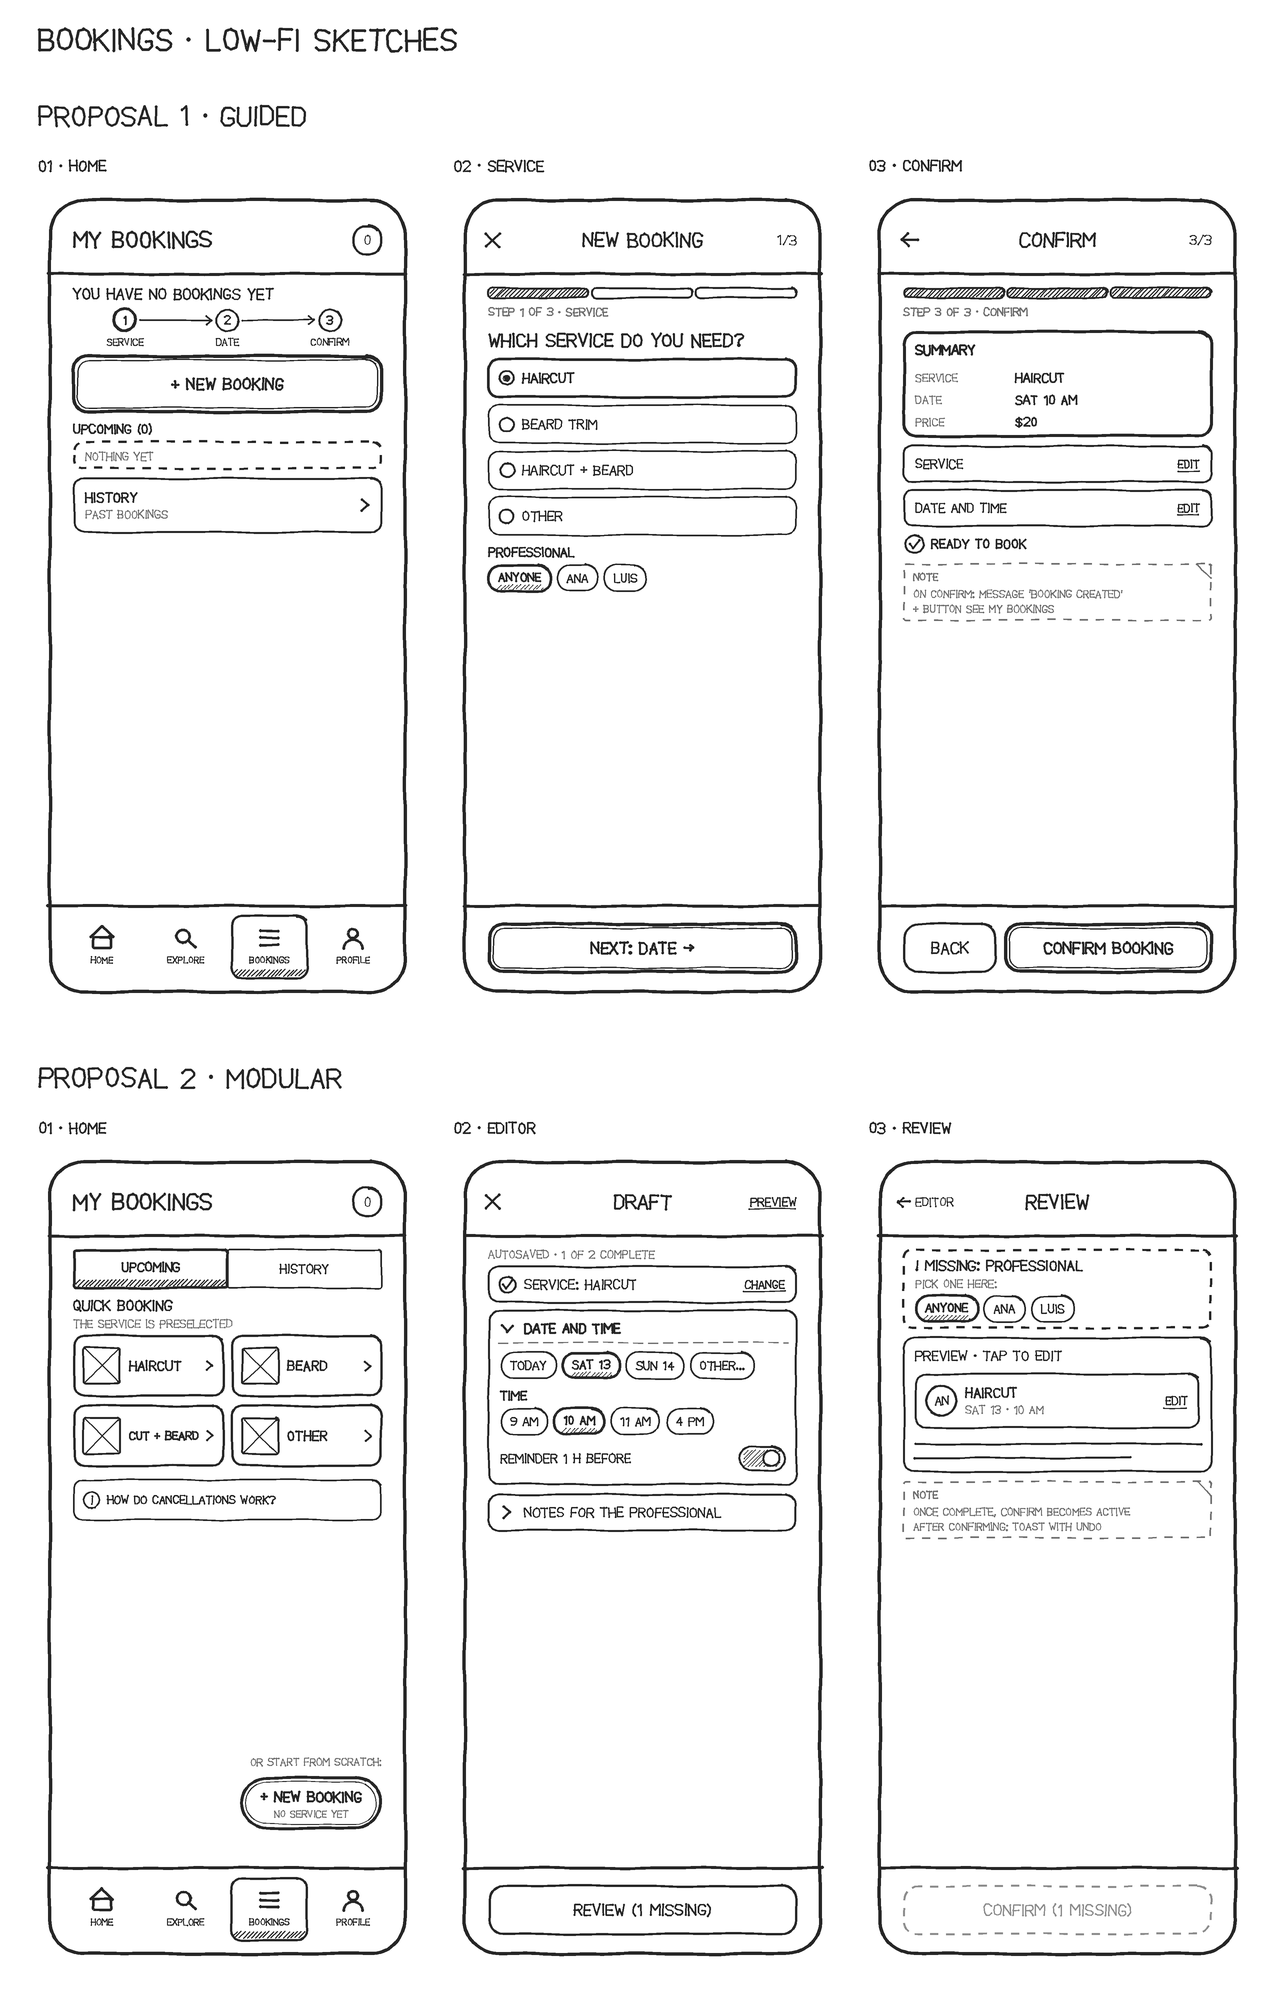 BOOKINGS · LOW-FI SKETCHES
PROPOSAL 1 · GUIDED
01 · HOME
MY BOOKINGS
0
YOU HAVE NO BOOKINGS YET
1
2
3
SERVICE
DATE
CONFIRM
+ NEW BOOKING
UPCOMING (0)
NOTHING YET
HISTORY
PAST BOOKINGS
HOME
EXPLORE
BOOKINGS
PROFILE
02 · SERVICE
NEW BOOKING
1/3
STEP 1 OF 3 · SERVICE
WHICH SERVICE DO YOU NEED?
HAIRCUT
BEARD TRIM
HAIRCUT + BEARD
OTHER
PROFESSIONAL
ANYONE
ANA
LUIS
NEXT: DATE →
03 · CONFIRM
← CONFIRM
3/3
STEP 3 OF 3 · CONFIRM
SUMMARY
SERVICE HAIRCUT
DATE SAT 10 AM
PRICE $20
SERVICE EDIT
DATE AND TIME EDIT
READY TO BOOK
NOTE
ON CONFIRM: MESSAGE 'BOOKING CREATED'
+ BUTTON SEE MY BOOKINGS
BACK
CONFIRM BOOKING
PROPOSAL 2 · MODULAR
01 · HOME
MY BOOKINGS
0
UPCOMING
HISTORY
QUICK BOOKING
THE SERVICE IS PRESELECTED
HAIRCUT
BEARD
CUT + BEARD
OTHER
i HOW DO CANCELLATIONS WORK?
OR START FROM SCRATCH:
+ NEW BOOKING
NO SERVICE YET
HOME
EXPLORE
BOOKINGS
PROFILE
02 · EDITOR
DRAFT
PREVIEW
AUTOSAVED · 1 OF 2 COMPLETE
SERVICE: HAIRCUT CHANGE
DATE AND TIME
TODAY
SAT 13
SUN 14
OTHER...
TIME
9 AM
10 AM
11 AM
4 PM
REMINDER 1 H BEFORE
NOTES FOR THE PROFESSIONAL
REVIEW (1 MISSING)
03 · REVIEW
← EDITOR
REVIEW
! MISSING: PROFESSIONAL
PICK ONE HERE:
ANYONE
ANA
LUIS
PREVIEW · TAP TO EDIT
AN
HAIRCUT
SAT 13 · 10 AM
EDIT
NOTE
ONCE COMPLETE, CONFIRM BECOMES ACTIVE
AFTER CONFIRMING: TOAST WITH UNDO
CONFIRM (1 MISSING)